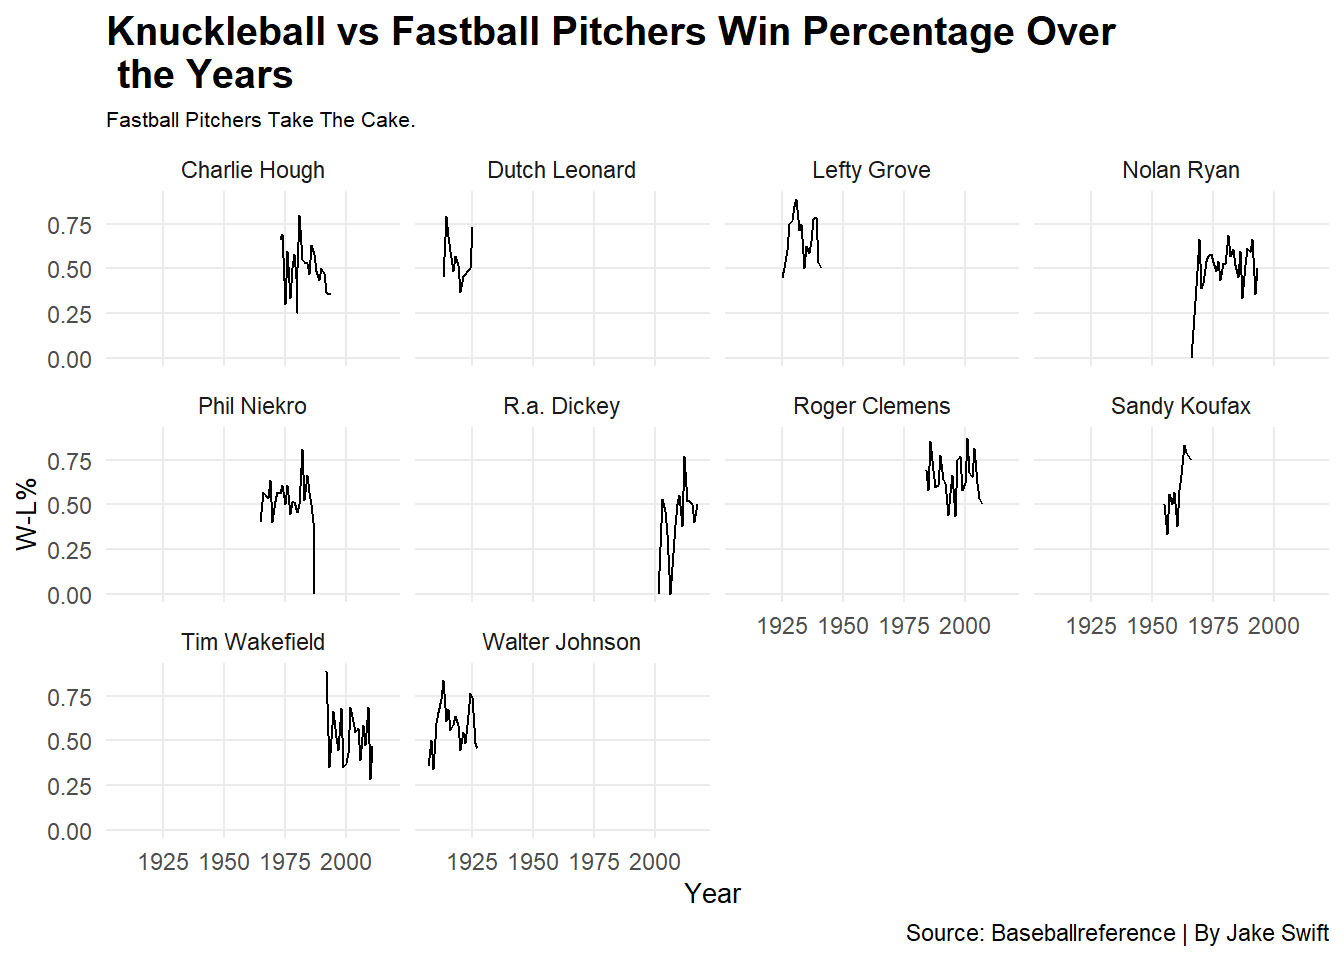 Knuckleball vs Fastball Pitchers Win Percentage Over
the Years
Fastball Pitchers Take The Cake.
Charlie Hough Dutch Leonard Lefty Grove Nolan Ryan
0.75
0.50
0.25
0.00
Phil Niekro R.a. Dickey Roger Clemens Sandy Koufax
0.75
0.50
0.25
0.00
1925 1950 1975 2000 1925 1950 1975 2000
W-L%
Tim Wakefield Walter Johnson
0.75
0.50
0.25
0.00
1925 1950 1975 2000 1925 1950 1975 2000
Year
Source: Baseballreference | By Jake Swift